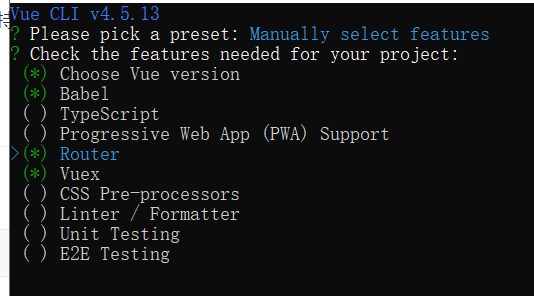 Vue CLI v4.5.13
? Please pick a preset: Manually select features
? Check the features needed for your project:
(*) Choose Vue version
(*) Babel
( ) TypeScript
( ) Progressive Web App (PWA) Support
>(*) Router
(*) Vuex
( ) CSS Pre-processors
( ) Linter / Formatter
( ) Unit Testing
( ) E2E Testing